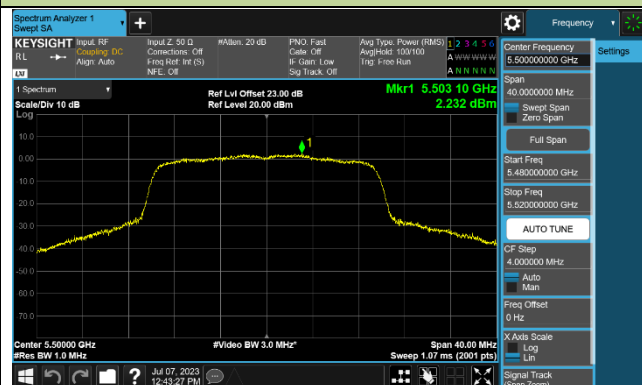 Spectrum Analyzer 1
Swept SA
+
Frequency
KEYSIGHT
RL
LXI
Input: RF
Coupling: DC
Align: Auto
Input Z: 50 Ω
Corrections: Off
Freq Ref: Int (S)
NFE: Off
#Atten: 20 dB
PNO: Fast
Gate: Off
IF Gain: Low
Sig Track: Off
Avg Type: Power (RMS)
Avg|Hold: 100/100
Trig: Free Run
1 2 3 4 5 6
A W W W W W
A N N N N N
1 Spectrum
Scale/Div 10 dB
Log
Ref Lvl Offset 23.00 dB
Ref Level 20.00 dBm
Mkr1 5.503 10 GHz
2.232 dBm
10.0
0.00
-10.0
-20.0
-30.0
-40.0
-50.0
-60.0
-70.0
1
Center 5.50000 GHz
#Res BW 1.0 MHz
#Video BW 3.0 MHz*
Span 40.00 MHz
Sweep 1.07 ms (2001 pts)
Center Frequency
5.500000000 GHz
Settings
Span
40.0000000 MHz
Swept Span
Zero Span
Full Span
Start Freq
5.480000000 GHz
Stop Freq
5.520000000 GHz
AUTO TUNE
CF Step
4.000000 MHz
Auto
Man
Freq Offset
0 Hz
X Axis Scale
Log
Lin
Signal Track
(Span Zoom)
?
Jul 07, 2023
12:43:27 PM